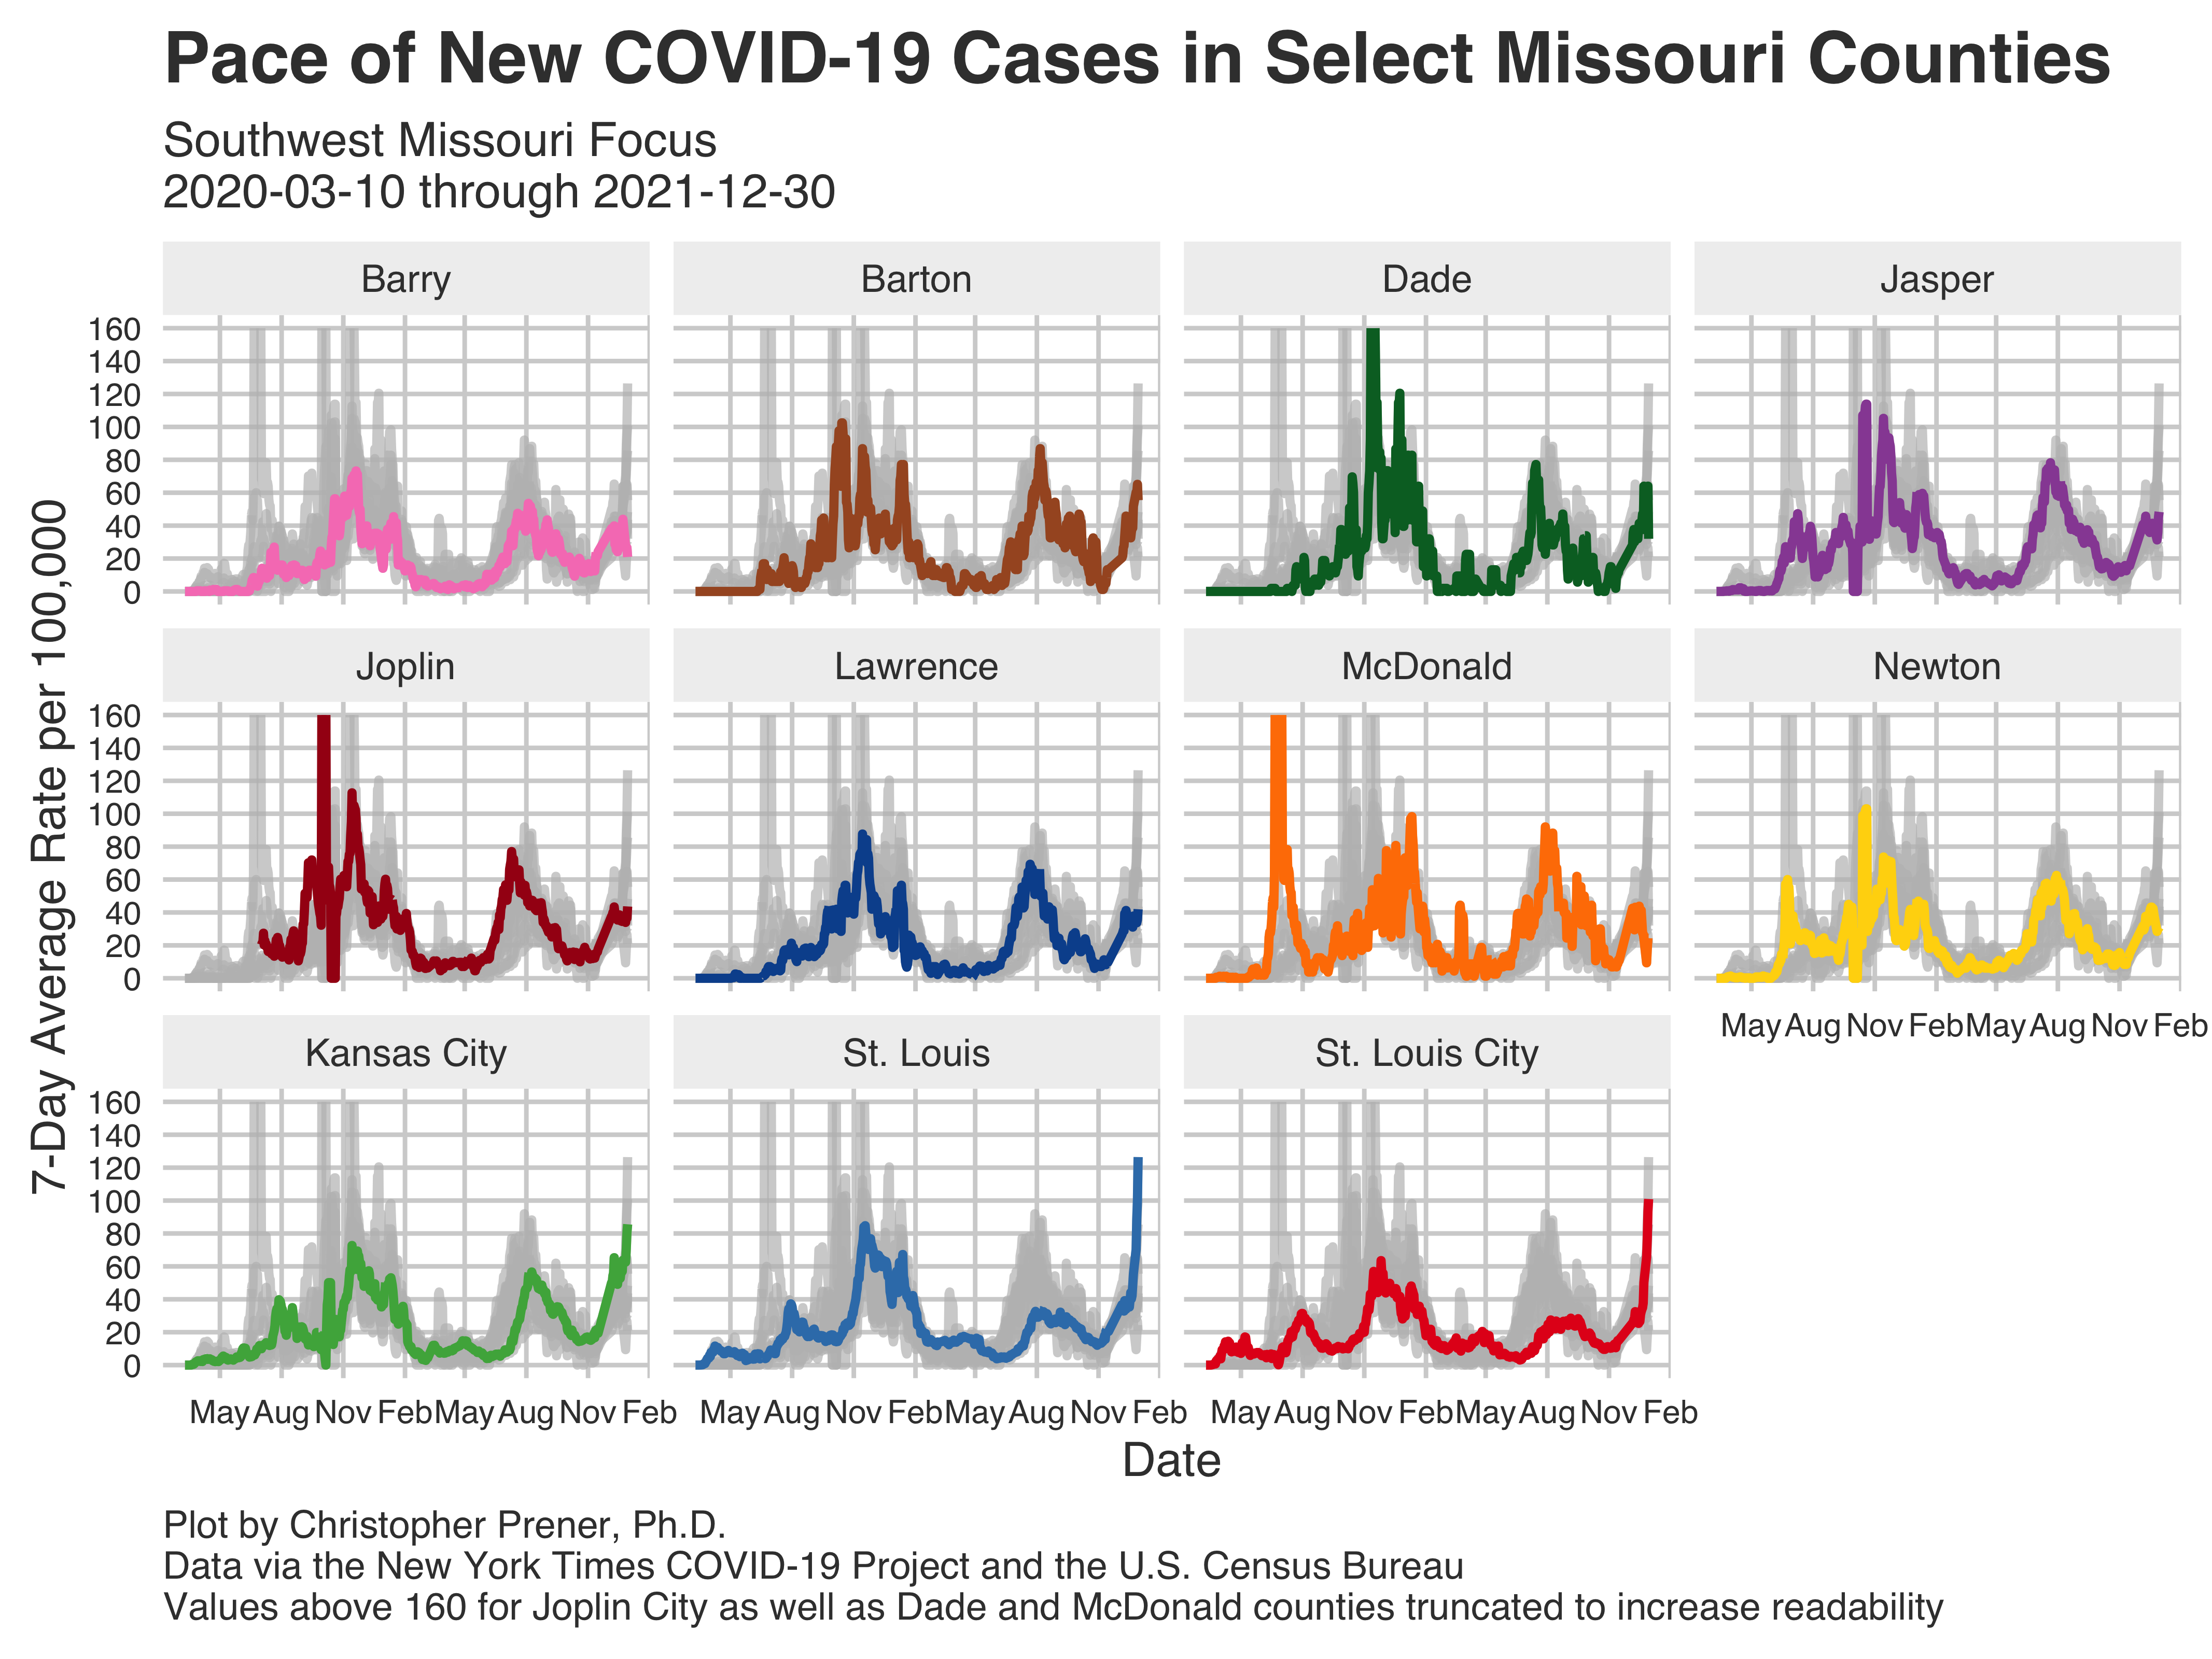 Pace of New COVID-19 Cases in Select Missouri Counties
Southwest Missouri Focus
2020-03-10 through 2021-12-30
7-Day Average Rate per 100,000
Barry
Barton
Dade
Jasper
160
140
120
100
80
60
40
20
0
Joplin
Lawrence
McDonald
Newton
160
140
120
100
80
60
40
20
0
May Aug Nov Feb May Aug Nov Feb
Kansas City
St. Louis
St. Louis City
160
140
120
100
80
60
40
20
0
May Aug Nov Feb May Aug Nov Feb
May Aug Nov Feb May Aug Nov Feb
May Aug Nov Feb May Aug Nov Feb
Date
Plot by Christopher Prener, Ph.D.
Data via the New York Times COVID-19 Project and the U.S. Census Bureau
Values above 160 for Joplin City as well as Dade and McDonald counties truncated to increase readability